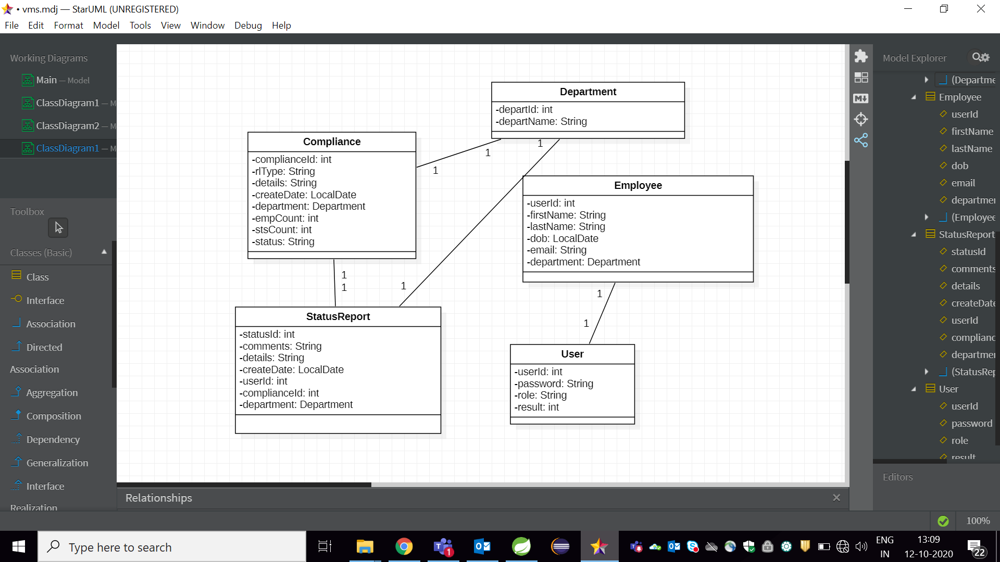 • vms.mdj — StarUML (UNREGISTERED)
File Edit Format Model Tools View Window Debug Help
Working Diagrams
Main — Model
ClassDiagram1 — M
ClassDiagram2 — M
ClassDiagram1 — M
Toolbox
Classes (Basic)
Class
Interface
Association
Directed
Association
Aggregation
Composition
Dependency
Generalization
Interface
Realization
Department
-departId: int
-departName: String
Compliance
-complianceId: int
-rlType: String
-details: String
-createDate: LocalDate
-department: Department
-empCount: int
-stsCount: int
-status: String
1
1
1
1
1
1
Employee
-userId: int
-firstName: String
-lastName: String
-dob: LocalDate
-email: String
-department: Department
1
1
StatusReport
-statusId: int
-comments: String
-details: String
-createDate: LocalDate
-userId: int
-complianceId: int
-department: Department
User
-userId: int
-password: String
-role: String
-result: int
Relationships
M
Model Explorer
(Departme
Employee
userId
firstName
lastName
dob
email
departmer
(Employee
StatusReport
statusId
comments
details
createDate
userId
complianc
departmer
(StatusRep
User
userId
password
role
result
Editors
100%
Type here to search
1
ENG
IN
13:09
12-10-2020
22